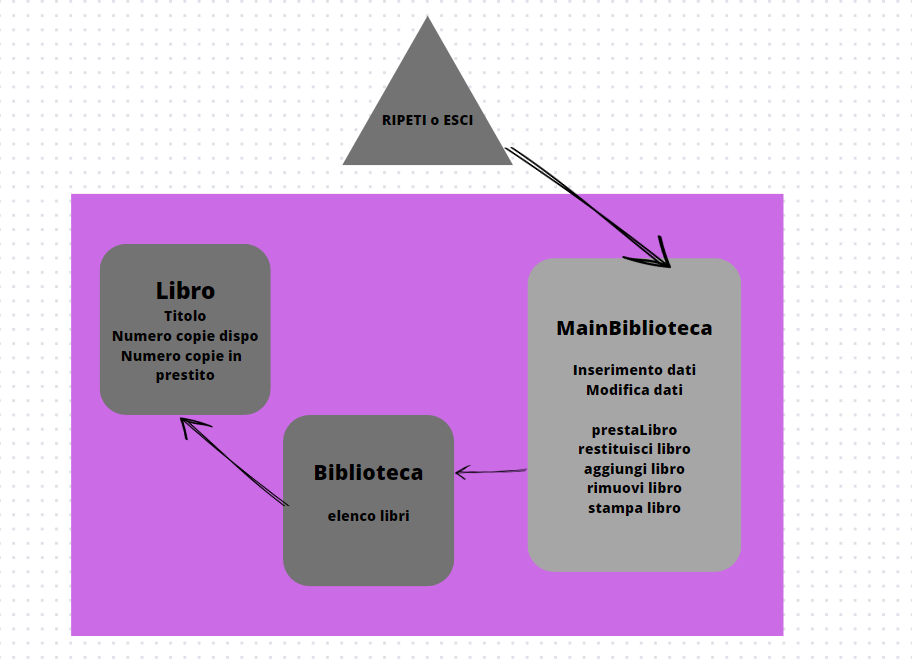 RIPETI o ESCI
Libro
Titolo
Numero copie dispo
Numero copie in
prestito
MainBiblioteca
Inserimento dati
Modifica dati
prestaLibro
restituisci libro
aggiungi libro
rimuovi libro
stampa libro
Biblioteca
elenco libri